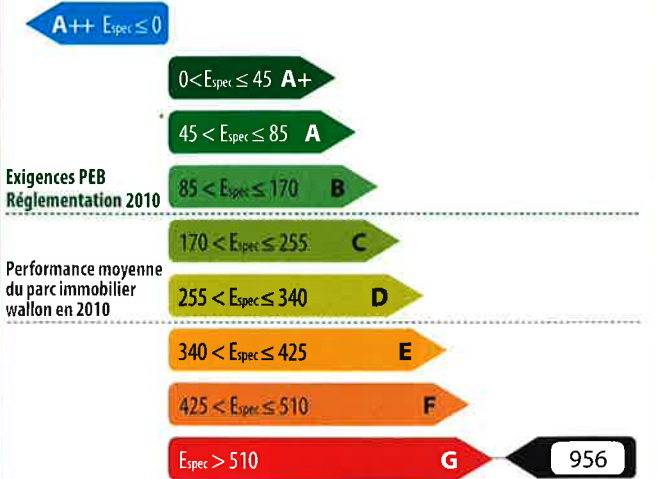 A++ Espec ≤ 0
0 < Espec ≤ 45 A+
45 < Espec ≤ 85 A
Exigences PEB
Réglementation 2010
85 < Espec ≤ 170 B
170 < Espec ≤ 255 C
Performance moyenne
du parc immobilier
wallon en 2010
255 < Espec ≤ 340 D
340 < Espec ≤ 425 E
425 < Espec ≤ 510 F
Espec > 510 G
956